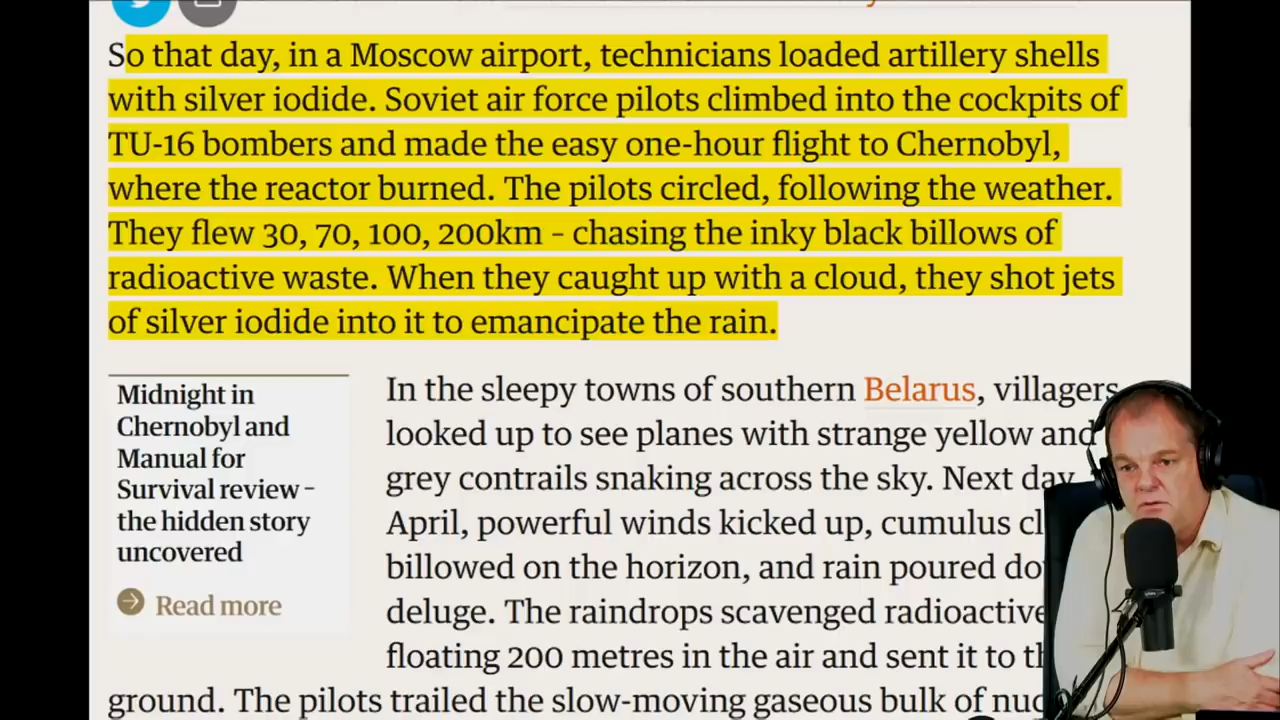 So that day, in a Moscow airport, technicians loaded artillery shells
with silver iodide. Soviet air force pilots climbed into the cockpits of
TU-16 bombers and made the easy one-hour flight to Chernobyl,
where the reactor burned. The pilots circled, following the weather.
They flew 30, 70, 100, 200km – chasing the inky black billows of
radioactive waste. When they caught up with a cloud, they shot jets
of silver iodide into it to emancipate the rain.
Midnight in
Chernobyl and
Manual for
Survival review –
the hidden story
uncovered
Read more
In the sleepy towns of southern Belarus, villagers
looked up to see planes with strange yellow and
grey contrails snaking across the sky. Next day
April, powerful winds kicked up, cumulus
billowed on the horizon, and rain poured
deluge. The raindrops scavenged radioactive
floating 200 metres in the air and sent it to
ground. The pilots trailed the slow-moving gaseous bulk of